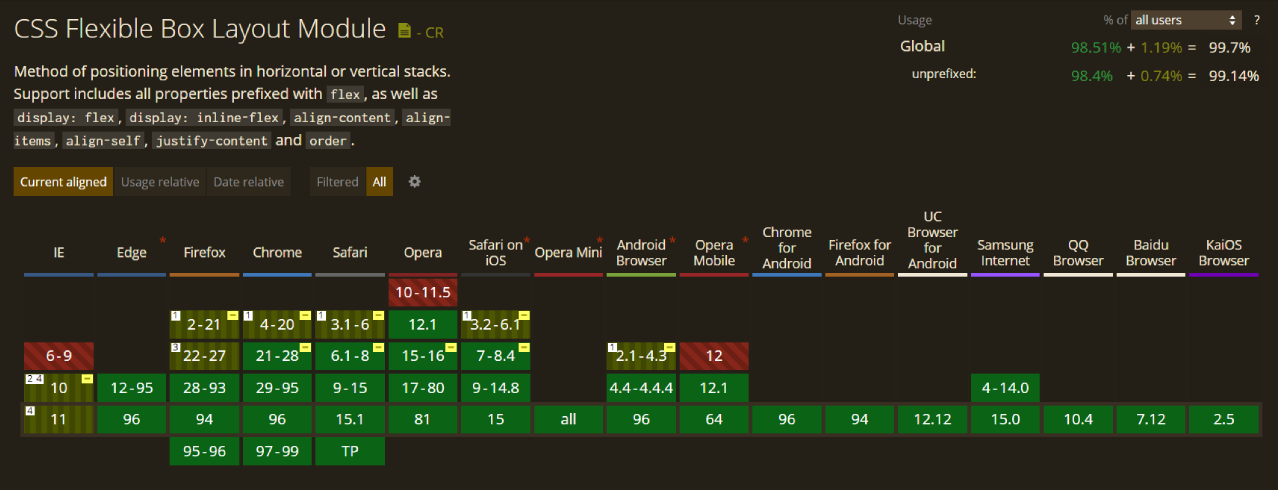 CSS Flexible Box Layout Module - CR
Usage % of all users ?
Global 98.51% + 1.19% = 99.7%
unprefixed: 98.4% + 0.74% = 99.14%
Method of positioning elements in horizontal or vertical stacks.
Support includes all properties prefixed with flex, as well as
display: flex, display: inline-flex, align-content, align-
items, align-self, justify-content and order.
Current aligned Usage relative Date relative Filtered All
IE Edge * Firefox Chrome Safari Opera Safari on iOS * Opera Mini * Android Browser * Opera Mobile * Chrome for Android Firefox for Android UC Browser for Android Samsung Internet QQ Browser Baidu Browser KaiOS Browser
10-11.5
1 2-21 1 4-20 1 3.1-6 12.1 1 3.2-6.1
6-9 3 22-27 21-28 6.1-8 15-16 7-8.4 1 2.1-4.3 12
2 4 10 12-95 28-93 29-95 9-15 17-80 9-14.8 4.4-4.4.4 12.1 4-14.0
4 11 96 94 96 15.1 81 15 all 96 64 96 94 12.12 15.0 10.4 7.12 2.5
95-96 97-99 TP